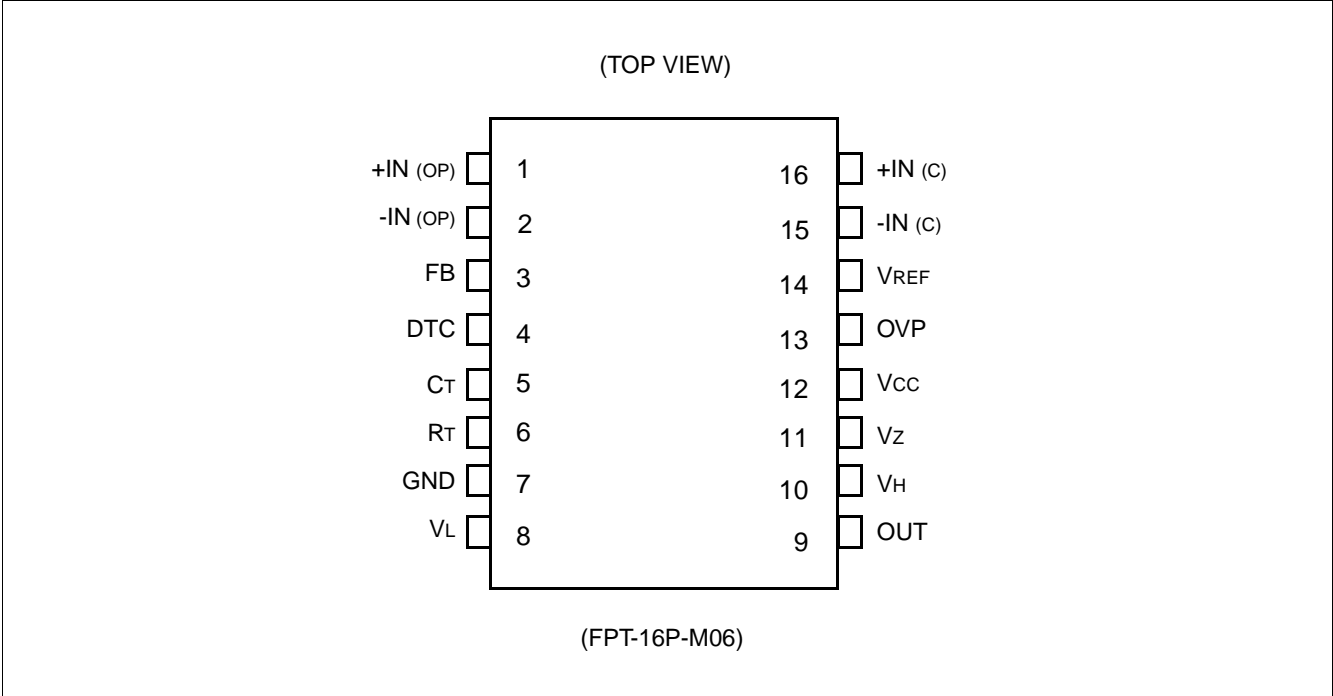 (TOP VIEW)
+IN (OP) 1 16 +IN (C)
-IN (OP) 2 15 -IN (C)
FB 3 14 VREF
DTC 4 13 OVP
CT 5 12 VCC
RT 6 11 VZ
GND 7 10 VH
VL 8 9 OUT
(FPT-16P-M06)